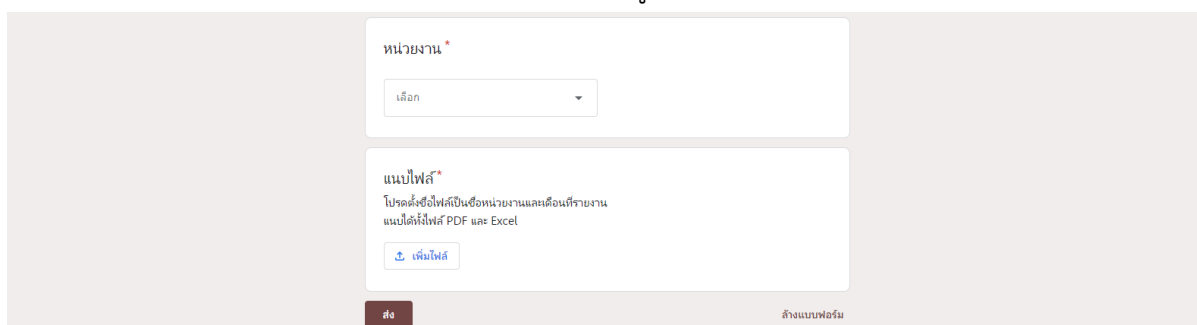 หน่วยงาน *
เลือก
แนบไฟล์ *
โปรดตั้งชื่อไฟล์เป็นชื่อหน่วยงานและเดือนที่รายงาน
แนบได้ทั้งไฟล์ PDF และ Excel
เพิ่มไฟล์
ส่ง
ล้างแบบฟอร์ม